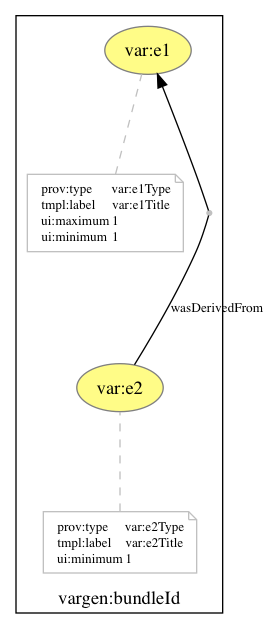 var:e1
prov:type var:e1Type
tmpl:label var:e1Title
ui:maximum 1
ui:minimum 1
wasDerivedFrom
var:e2
prov:type var:e2Type
tmpl:label var:e2Title
ui:minimum 1
vargen:bundleId